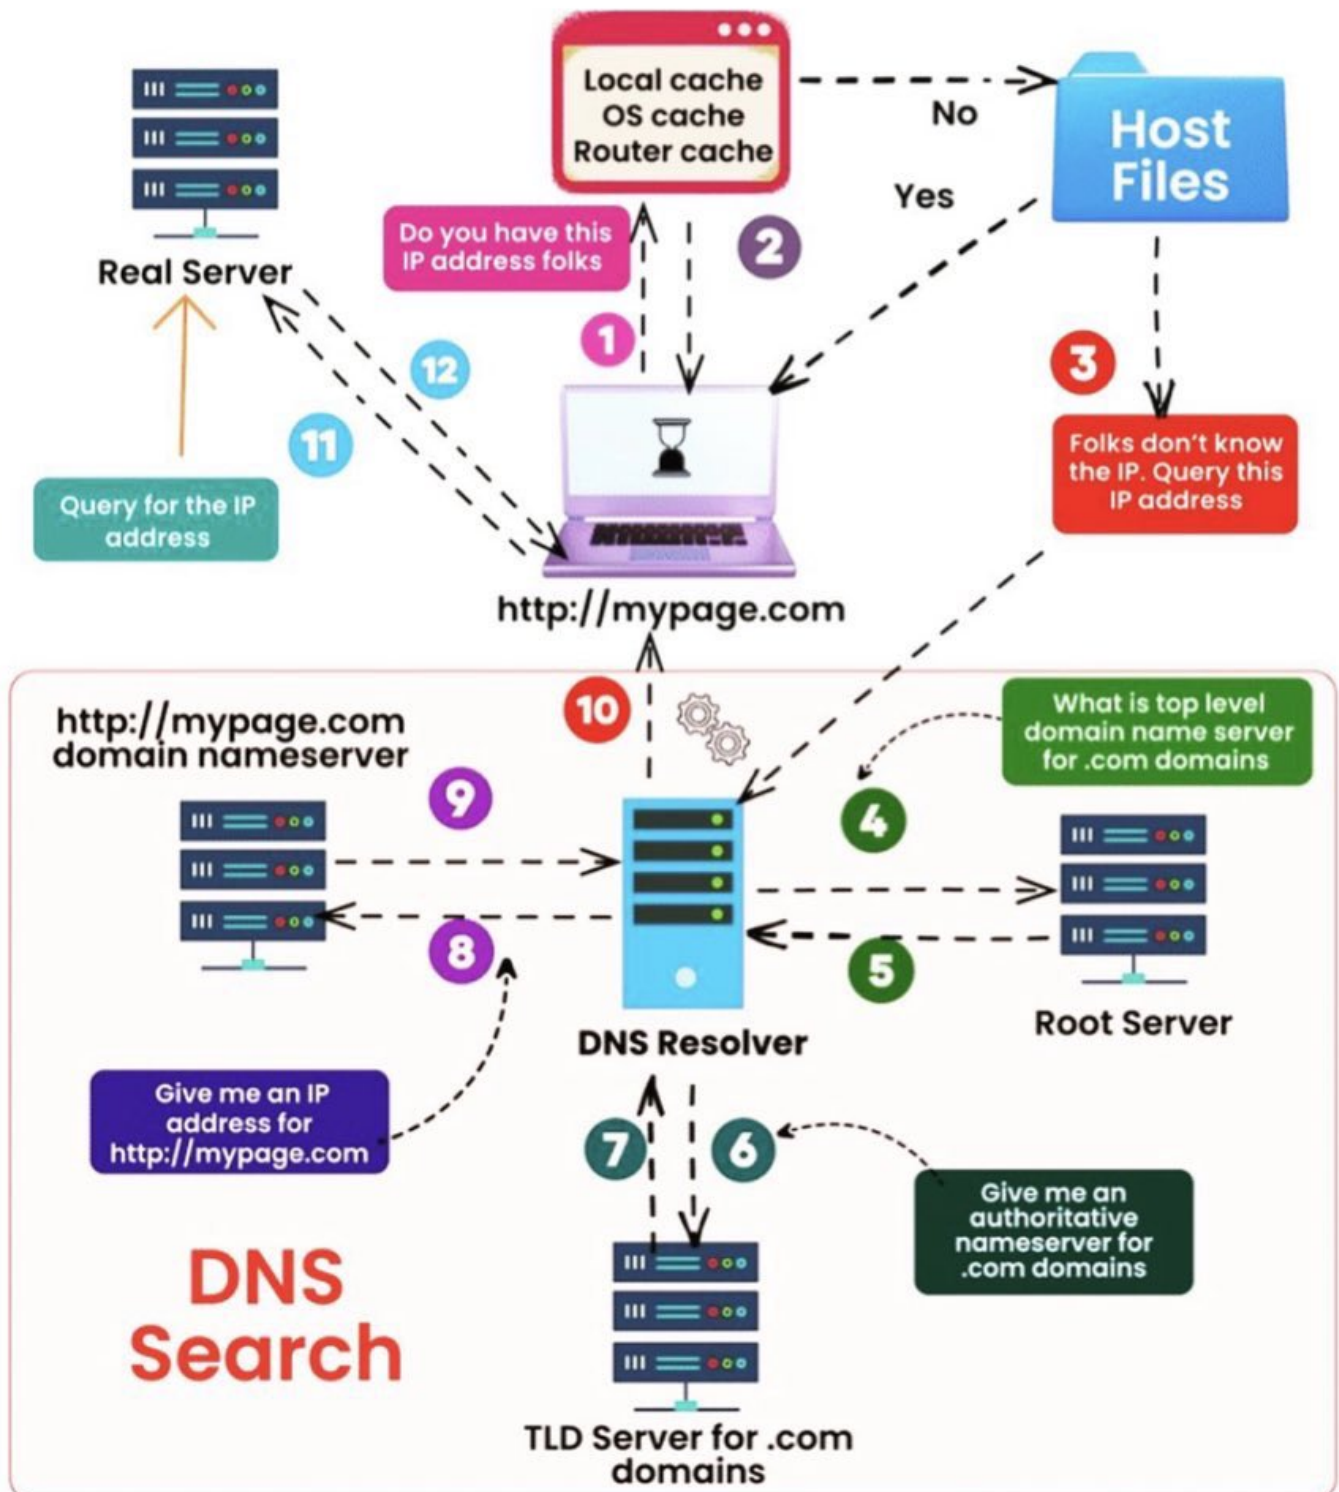 Local cache
OS cache
Router cache
No
Host
Files
Yes
Real Server
Do you have this
IP address folks
2
1
12
3
11
Folks don't know
the IP. Query this
IP address
Query for the IP
address
http://mypage.com
10
What is top level
domain name server
for .com domains
http://mypage.com
domain nameserver
9
4
8
5
Root Server
DNS Resolver
Give me an IP
address for
http://mypage.com
7
6
Give me an
authoritative
nameserver for
.com domains
DNS
Search
TLD Server for .com
domains